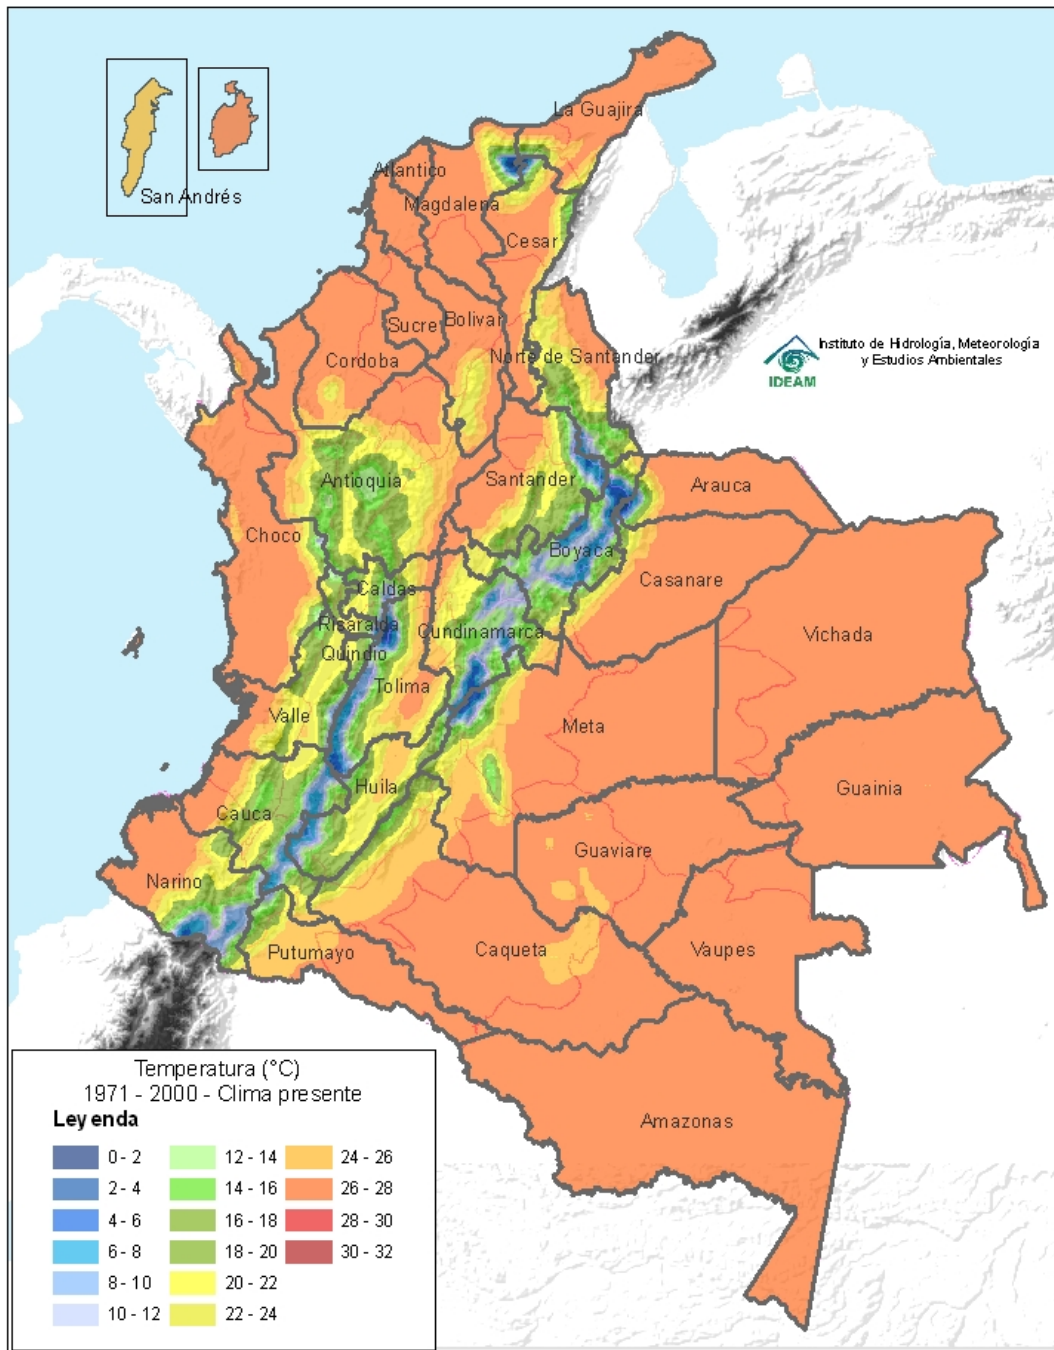 La Guajira
Atlantico
San Andrés
Magdalena
Cesar
Sucre
Bolivar
Instituto de Hidrología, Meteorología
y Estudios Ambientales
IDEAM
Cordoba
Norte de Santander
Antioquia
Santander
Arauca
Choco
Boyaca
Casanare
Caldas
Risaralda
Cundinamarca
Vichada
Quindio
Tolima
Valle
Meta
Huila
Guainia
Cauca
Guaviare
Narino
Putumayo
Caqueta
Vaupes
Amazonas
Temperatura (°C)
1971 - 2000 - Clima presente
Leyenda
0 - 2
2 - 4
4 - 6
6 - 8
8 - 10
10 - 12
12 - 14
14 - 16
16 - 18
18 - 20
20 - 22
22 - 24
24 - 26
26 - 28
28 - 30
30 - 32